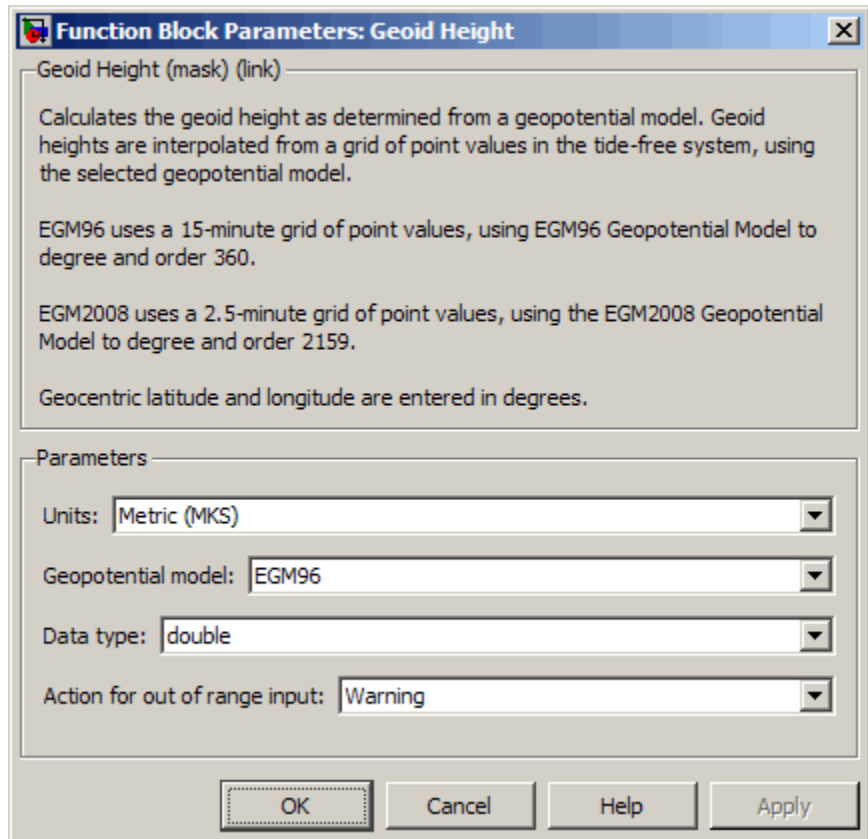 Function Block Parameters: Geoid Height
Geoid Height (mask) (link)
Calculates the geoid height as determined from a geopotential model. Geoid
heights are interpolated from a grid of point values in the tide-free system, using
the selected geopotential model.
EGM96 uses a 15-minute grid of point values, using EGM96 Geopotential Model to
degree and order 360.
EGM2008 uses a 2.5-minute grid of point values, using the EGM2008 Geopotential
Model to degree and order 2159.
Geocentric latitude and longitude are entered in degrees.
Parameters
Units: Metric (MKS)
Geopotential model: EGM96
Data type: double
Action for out of range input: Warning
OK Cancel Help Apply